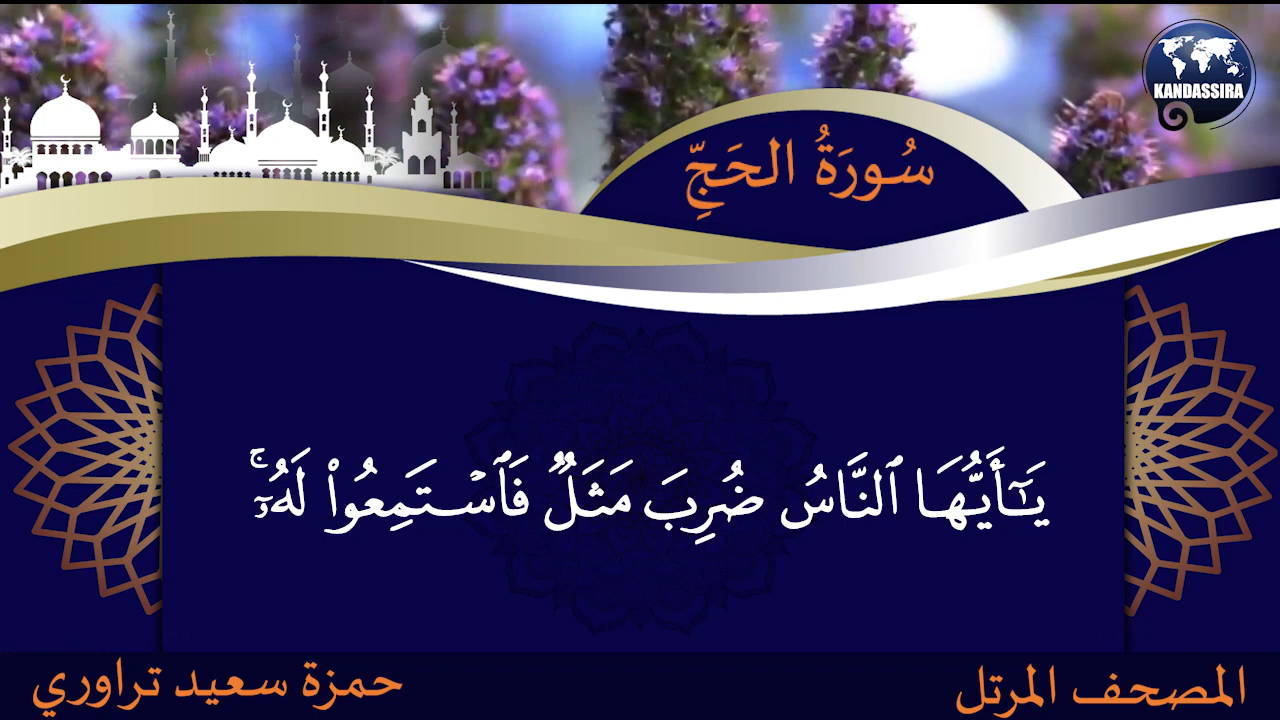 KANDASSIRA
سُورَةُ الحَجِّ
يَـٰٓأَيُّهَا ٱلنَّاسُ ضُرِبَ مَثَلٌۭ فَٱسْتَمِعُوا۟ لَهُۥٓ ۚ
المصحف المرتل
حمزة سعيد تراوري